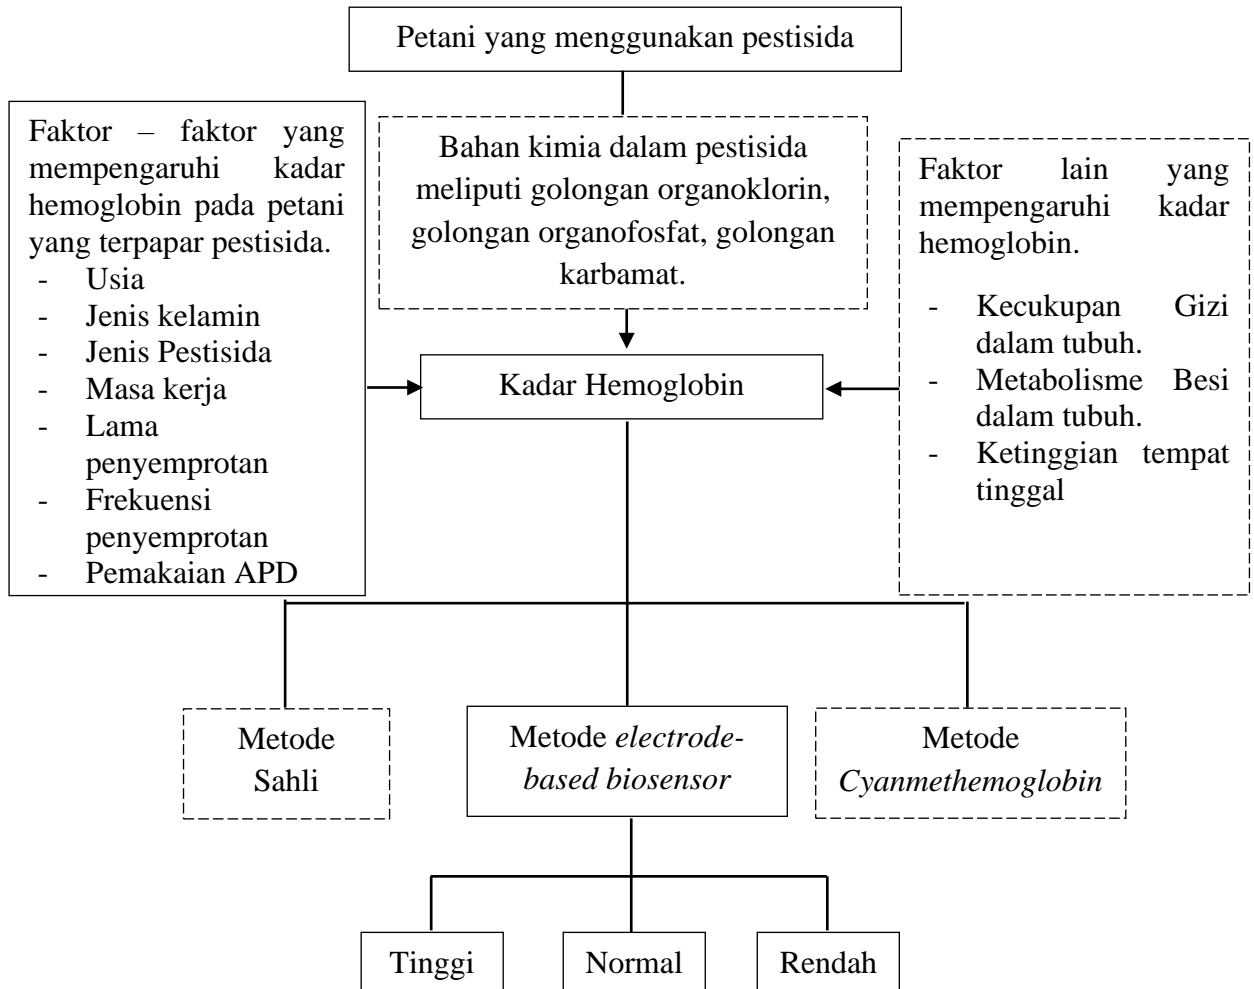 Petani yang menggunakan pestisida
Faktor – faktor yang
mempengaruhi kadar
hemoglobin pada petani
yang terpapar pestisida.
- Usia
- Jenis kelamin
- Jenis Pestisida
- Masa kerja
- Lama
penyemprotan
- Frekuensi
penyemprotan
- Pemakaian APD
Bahan kimia dalam pestisida
meliputi golongan organoklorin,
golongan organofosfat, golongan
karbamat.
Faktor lain yang
mempengaruhi kadar
hemoglobin.
- Kecukupan Gizi
dalam tubuh.
- Metabolisme Besi
dalam tubuh.
- Ketinggian tempat
tinggal
Kadar Hemoglobin
Metode
Sahli
Metode electrode-
based biosensor
Metode
Cyanmethemoglobin
Tinggi
Normal
Rendah